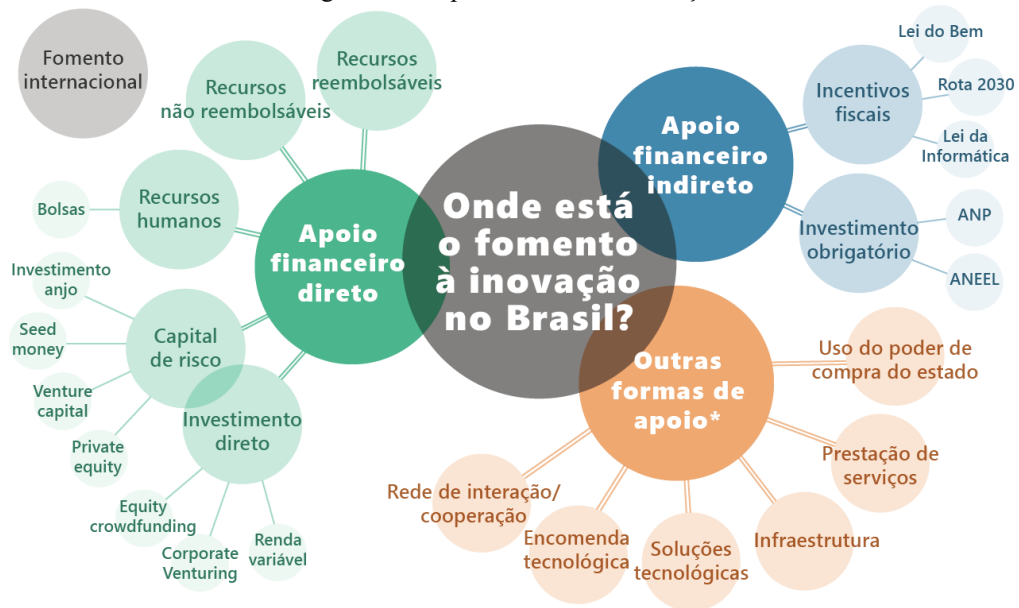 Fomento
internacional
Recursos
não reembolsáveis
Recursos
reembolsáveis
Recursos
humanos
Bolsas
Apoio
financeiro
direto
Investimento
anjo
Seed
money
Venture
capital
Private
equity
Capital
de risco
Investimento
direto
Equity
crowdfunding
Corporate
Venturing
Renda
variável
Onde está
o fomento
à inovação
no Brasil?
Apoio
financeiro
indireto
Incentivos
fiscais
Lei do Bem
Rota 2030
Lei da
Informática
Investimento
obrigatório
ANP
ANEEL
Outras
formas de
apoio*
Uso do poder de
compra do estado
Prestação de
serviços
Infraestrutura
Soluções
tecnológicas
Encomenda
tecnológica
Rede de interação/
cooperação